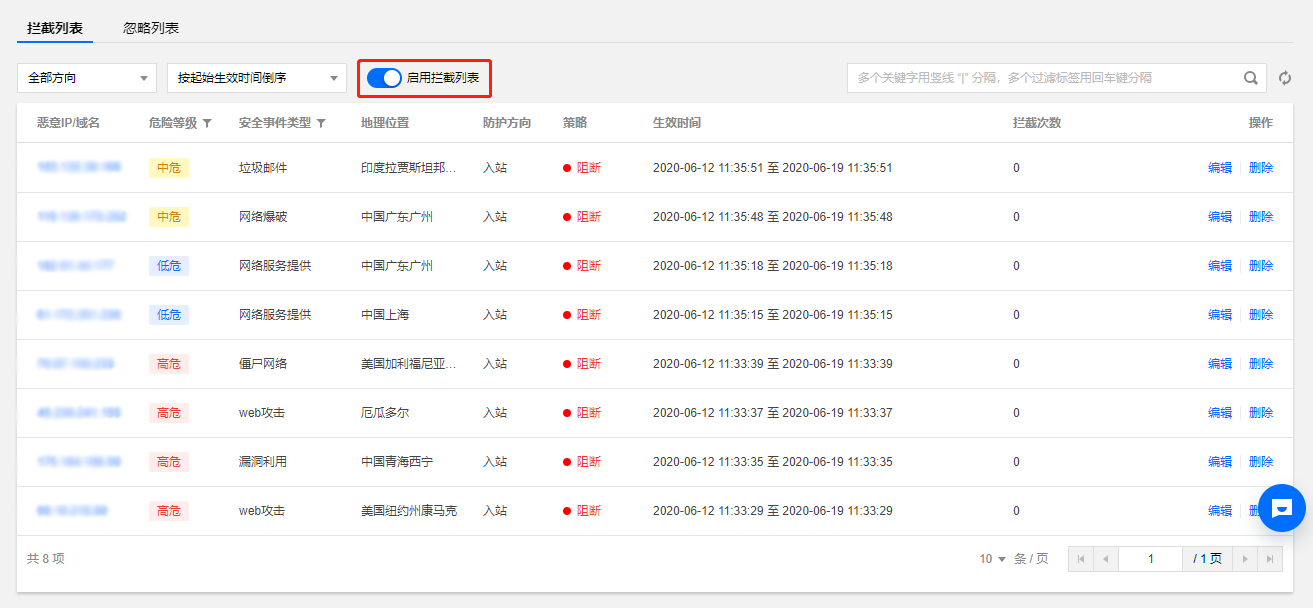 拦截列表 忽略列表
全部方向 按起始生效时间倒序 启用拦截列表 多个关键字用竖线 "|" 分隔，多个过滤标签用回车键分隔
恶意IP/域名 危险等级 安全事件类型 地理位置 防护方向 策略 生效时间 拦截次数 操作
中危 垃圾邮件 印度拉贾斯坦邦... 入站 阻断 2020-06-12 11:35:51 至 2020-06-19 11:35:51 0 编辑 删除
中危 网络爆破 中国广东广州 入站 阻断 2020-06-12 11:35:48 至 2020-06-19 11:35:48 0 编辑 删除
低危 网络服务提供 中国广东广州 入站 阻断 2020-06-12 11:35:18 至 2020-06-19 11:35:18 0 编辑 删除
低危 网络服务提供 中国上海 入站 阻断 2020-06-12 11:35:15 至 2020-06-19 11:35:15 0 编辑 删除
高危 僵尸网络 美国加利福尼亚... 入站 阻断 2020-06-12 11:33:39 至 2020-06-19 11:33:39 0 编辑 删除
高危 web攻击 厄瓜多尔 入站 阻断 2020-06-12 11:33:37 至 2020-06-19 11:33:37 0 编辑 删除
高危 漏洞利用 中国青海西宁 入站 阻断 2020-06-12 11:33:35 至 2020-06-19 11:33:35 0 编辑 删除
高危 web攻击 美国纽约州康马克 入站 阻断 2020-06-12 11:33:29 至 2020-06-19 11:33:29 0 编辑 删
共 8 项 10 条 / 页 1 / 1 页